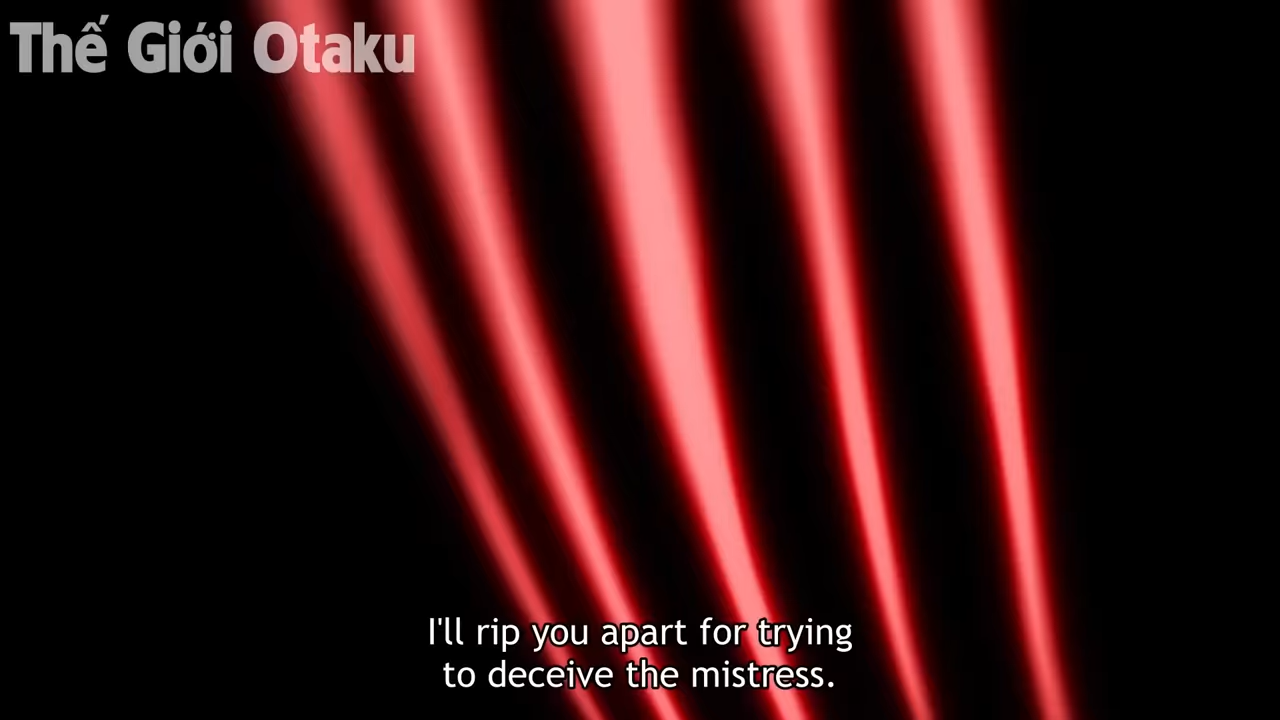 Thế Giới Otaku
I'll rip you apart for trying
to deceive the mistress.